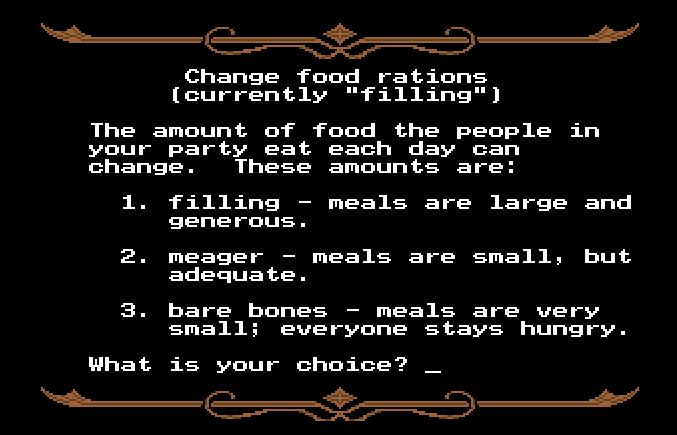 Change food rations
(currently "filling")
The amount of food the people in
your party eat each day can
change.  These amounts are:
1. filling - meals are large and
generous.
2. meager - meals are small, but
adequate.
3. bare bones - meals are very
small; everyone stays hungry.
What is your choice? _